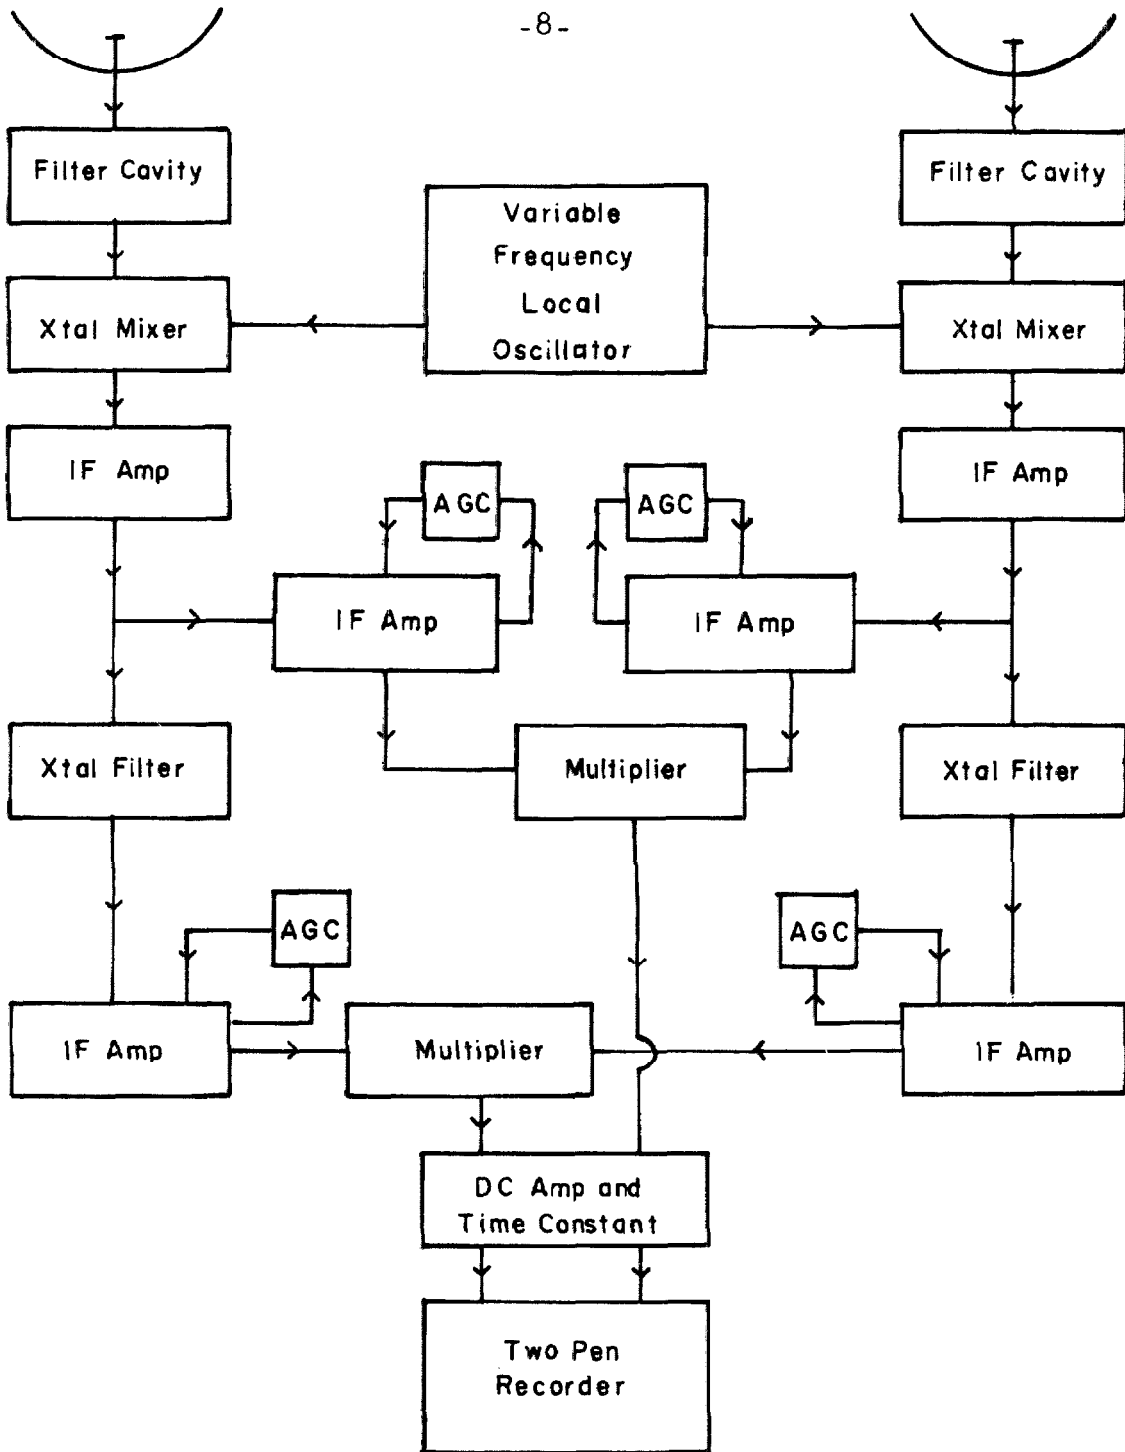 -8-
Filter Cavity
Filter Cavity
Variable
Frequency
Local
Oscillator
Xtal Mixer
Xtal Mixer
IF Amp
IF Amp
AGC
AGC
IF Amp
IF Amp
Xtal Filter
Multiplier
Xtal Filter
AGC
AGC
IF Amp
Multiplier
IF Amp
DC Amp and
Time Constant
Two Pen
Recorder